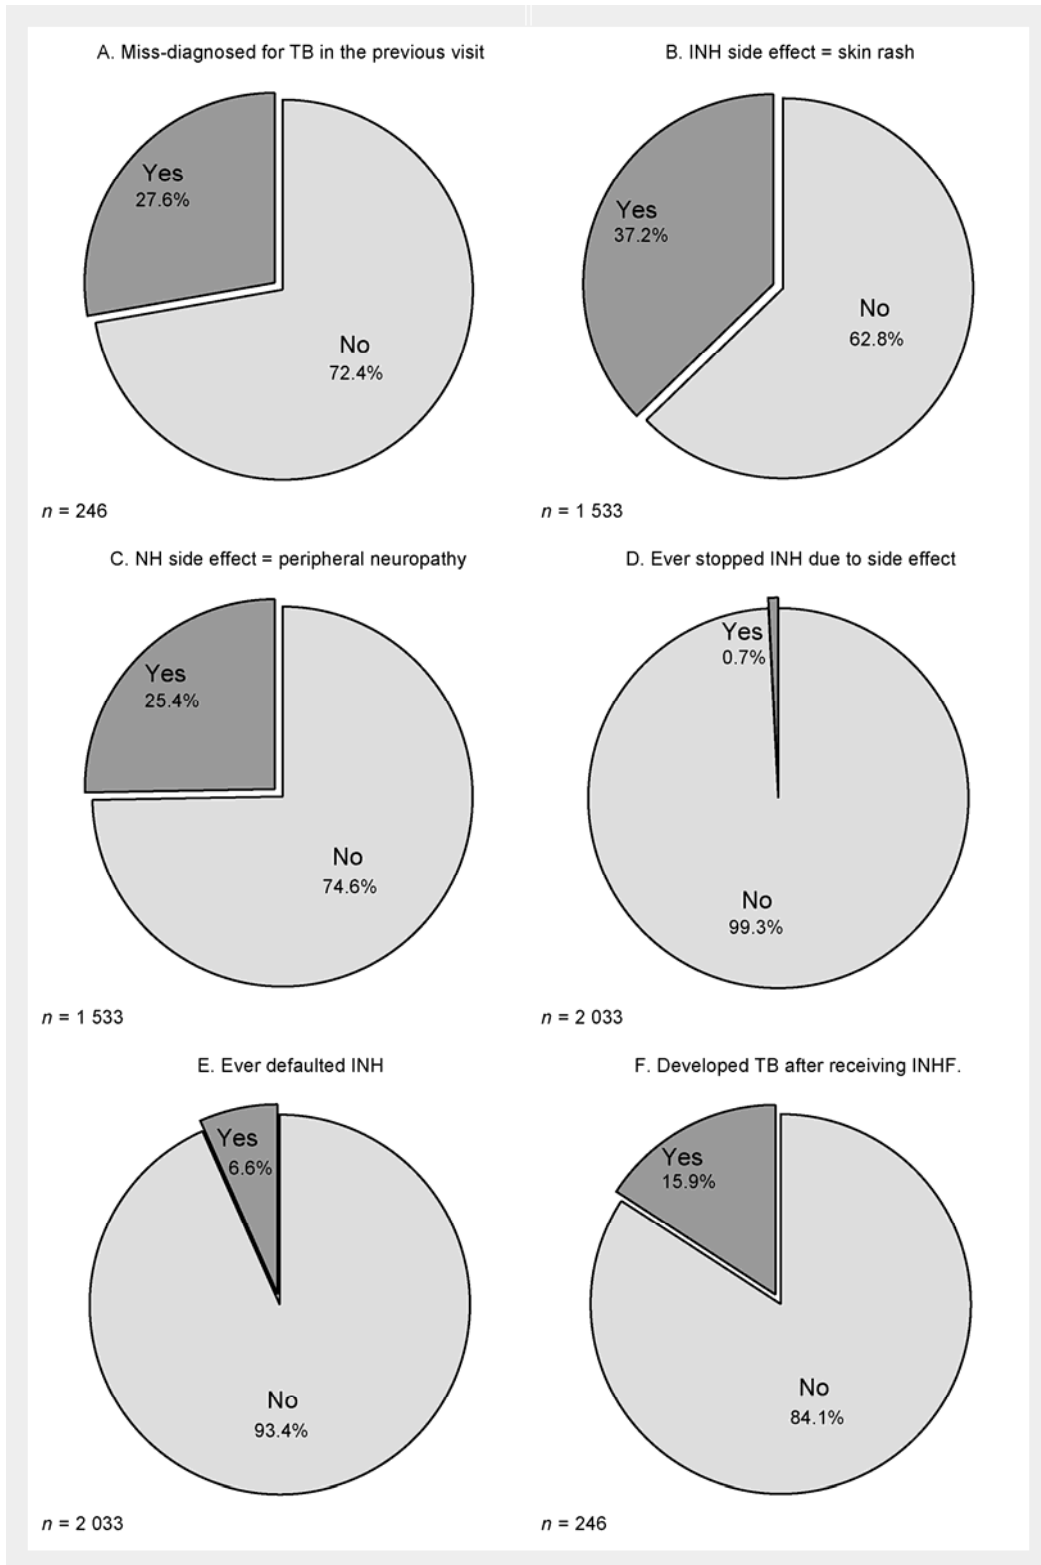 A. Miss-diagnosed for TB in the previous visit
Yes
27.6%
No
72.4%
n = 246
B. INH side effect = skin rash
Yes
37.2%
No
62.8%
n = 1 533
C. NH side effect = peripheral neuropathy
Yes
25.4%
No
74.6%
n = 1 533
D. Ever stopped INH due to side effect
Yes
0.7%
No
99.3%
n = 2 033
E. Ever defaulted INH
Yes
6.6%
No
93.4%
n = 2 033
F. Developed TB after receiving INHF.
Yes
15.9%
No
84.1%
n = 246